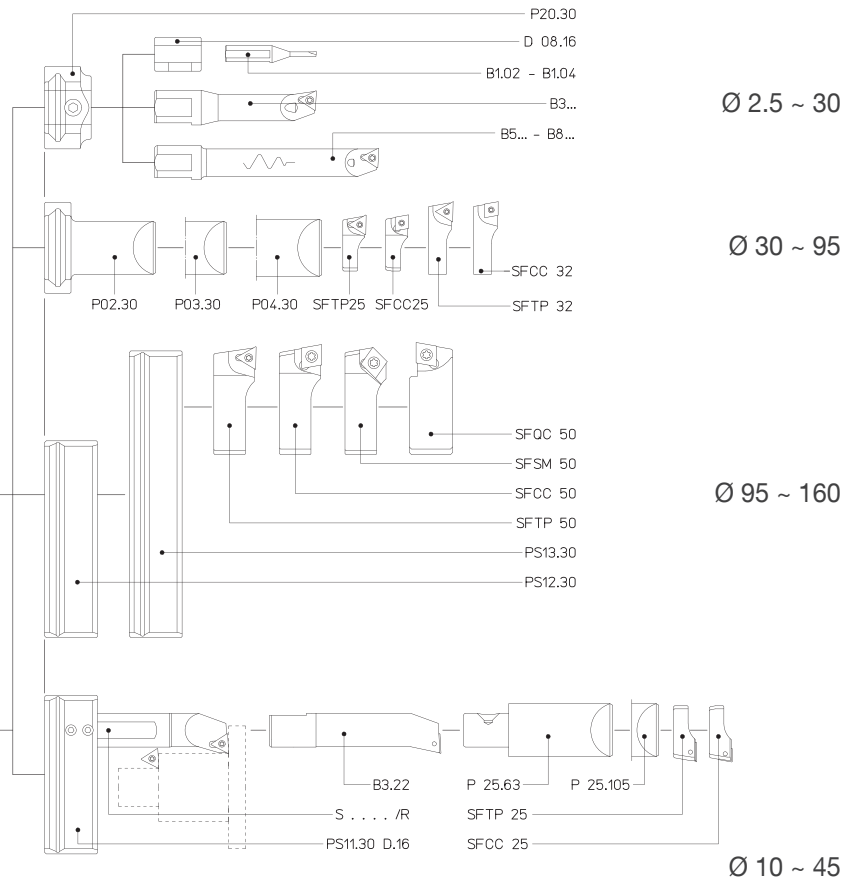 P20.30
D 08.16
B1.02 - B1.04
B3...
B5... - B8...
Ø 2.5 ~ 30
Ø 30 ~ 95
SFCC 32
P02.30 P03.30 P04.30 SFTP25 SFCC25 SFTP 32
SFQC 50
SFSM 50
SFCC 50
Ø 95 ~ 160
SFTP 50
PS13.30
PS12.30
B3.22 P 25.63 P 25.105
S . . . . /R SFTP 25
PS11.30 D.16 SFCC 25
Ø 10 ~ 45